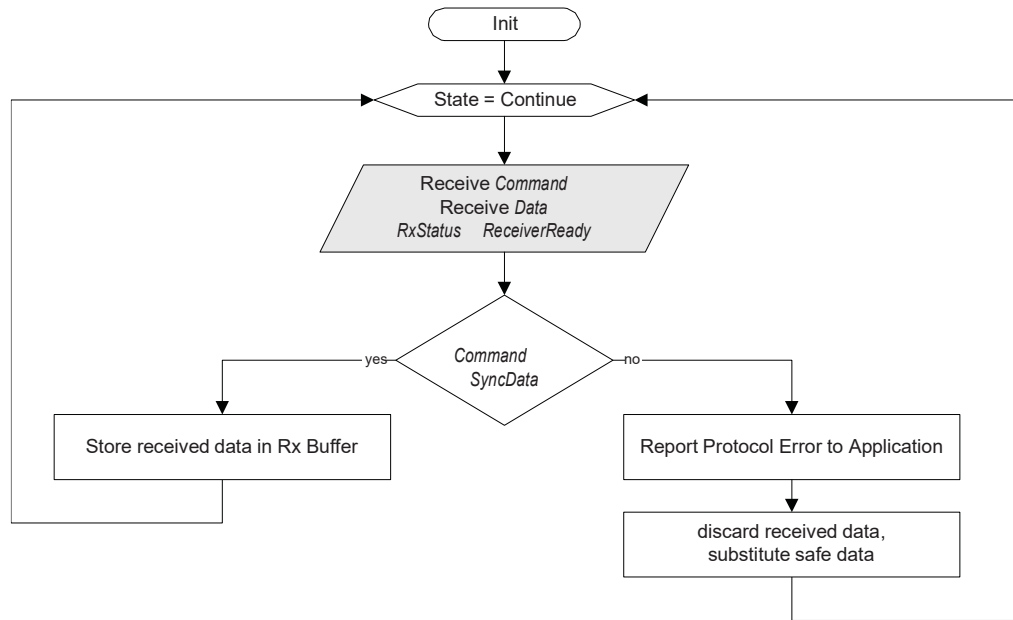 Init
State = Continue
Receive Command
Receive Data
RxStatus ReceiverReady
yes
Command
SyncData
no
Store received data in Rx Buffer
Report Protocol Error to Application
discard received data,
substitute safe data